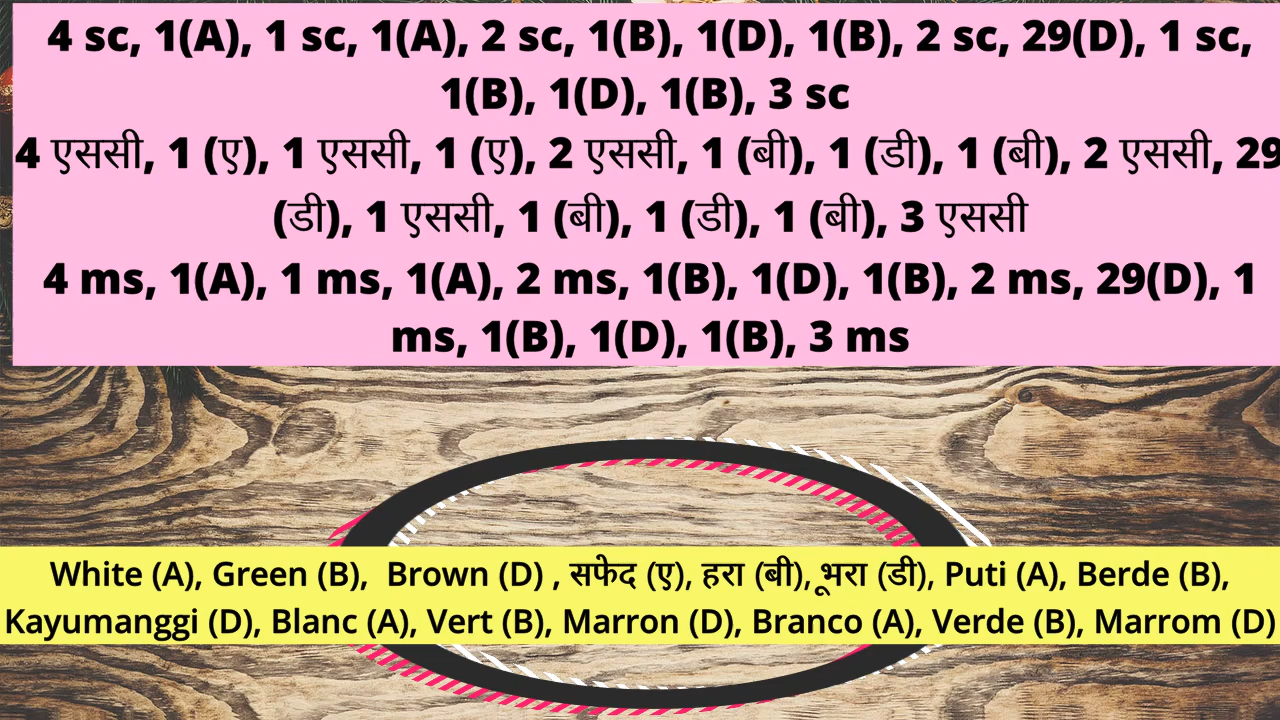 4 sc, 1(A), 1 sc, 1(A), 2 sc, 1(B), 1(D), 1(B), 2 sc, 29(D), 1 sc,
1(B), 1(D), 1(B), 3 sc
4 एससी, 1 (ए), 1 एससी, 1 (ए), 2 एससी, 1 (बी), 1 (डी), 1 (बी), 2 एससी, 29
(डी), 1 एससी, 1 (बी), 1 (डी), 1 (बी), 3 एससी
4 ms, 1(A), 1 ms, 1(A), 2 ms, 1(B), 1(D), 1(B), 2 ms, 29(D), 1
ms, 1(B), 1(D), 1(B), 3 ms
White (A), Green (B), Brown (D) , सफेद (ए), हरा (बी), भूरा (डी), Puti (A), Berde (B),
Kayumanggi (D), Blanc (A), Vert (B), Marron (D), Branco (A), Verde (B), Marrom (D)